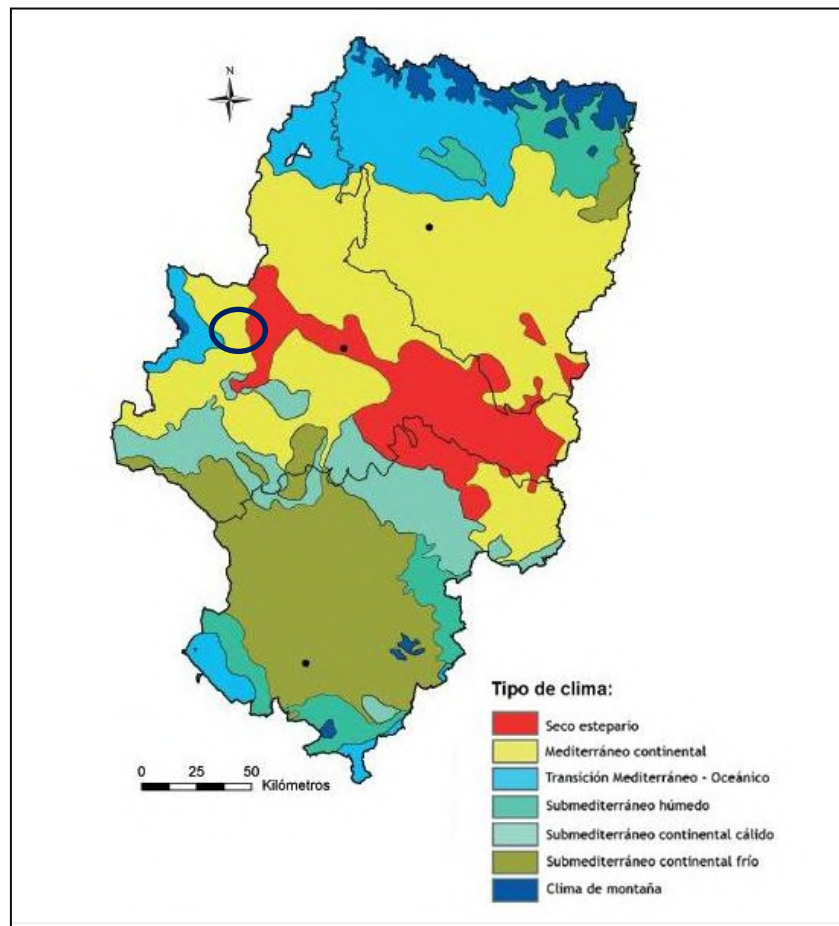 N
Tipo de clima:
Seco estepario
Mediterráneo continental
Transición Mediterráneo - Oceánico
Submediterráneo húmedo
Submediterráneo continental cálido
Submediterráneo continental frío
Clima de montaña
0 25 50
Kilómetros